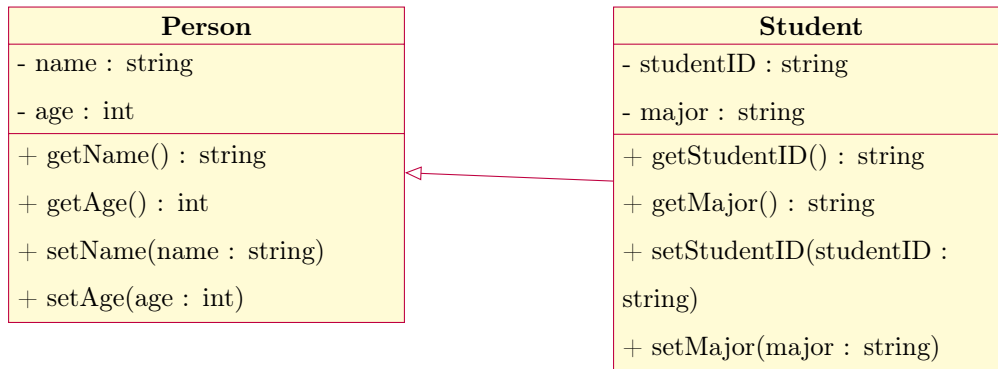 Person
- name : string
- age : int
+ getName() : string
+ getAge() : int
+ setName(name : string)
+ setAge(age : int)
Student
- studentID : string
- major : string
+ getStudentID() : string
+ getMajor() : string
+ setStudentID(studentID :
string)
+ setMajor(major : string)